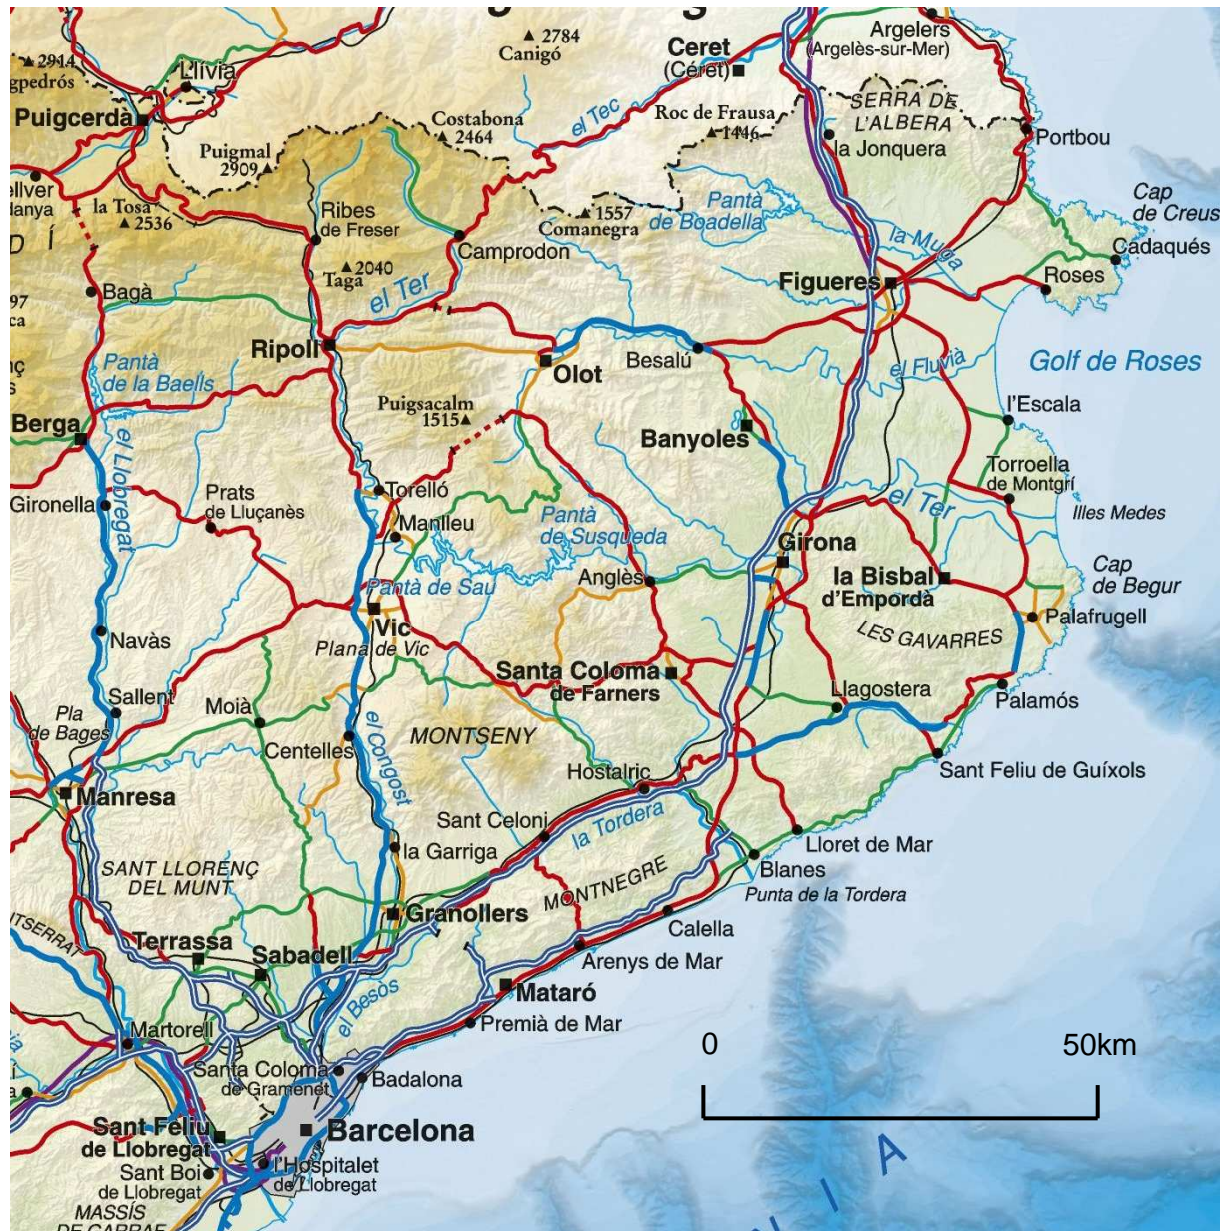 2784
Canigó
Ceret
(Céret)
Argelers
(Argelès-sur-Mer)
2914
gpedrós
Llívia
Puigcerdà
Costabona
2464
el Tec
Roc de Frausa
1446
SERRA DE
L'ALBERA
Portbou
la Jonquera
Puigmal
2909
ellver
danya
la Tosa
2536
Ribes
de Freser
1557
Comanegra
Pantà
de Boadella
Cap
de Creus
la Muga
Cadaqués
D Í
Camprodon
2040
Taga
el Ter
Figueres
Roses
Bagà
97
ca
Ripoll
Besalú
Olot
el Fluvià
Golf de Roses
Pantà
de la Baells
Puigsacalm
1515
l'Escala
Berga
Banyoles
el Llobregat
Torroella
de Montgrí
Gironella
Prats
de Lluçanès
Torelló
Manlleu
Pantà
de Susqueda
el Ter
Illes Medes
Girona
Anglès
la Bisbal
d'Empordà
Cap
de Begur
Pantà de Sau
Vic
Plana de Vic
Palafrugell
LES GAVARRES
Navàs
Santa Coloma
de Farners
Sallent
Moià
Llagostera
Palamós
Pla
de Bages
Centelles
el Congost
MONTSENY
Hostalric
Sant Feliu de Guíxols
Manresa
Sant Celoni
la Tordera
la Garriga
Lloret de Mar
SANT LLORENÇ
DEL MUNT
Blanes
MONTNEGRE
Punta de la Tordera
Granollers
TSERRAT
Calella
Terrassa
Sabadell
Arenys de Mar
el Besòs
Mataró
Premià de Mar
Martorell
0 50km
Santa Coloma
de Gramenet
Badalona
Sant Feliu
de Llobregat
Barcelona
Sant Boi
de Llobregat
l'Hospitalet
de Llobregat
MASSÍS
DE GARRAF
N I A